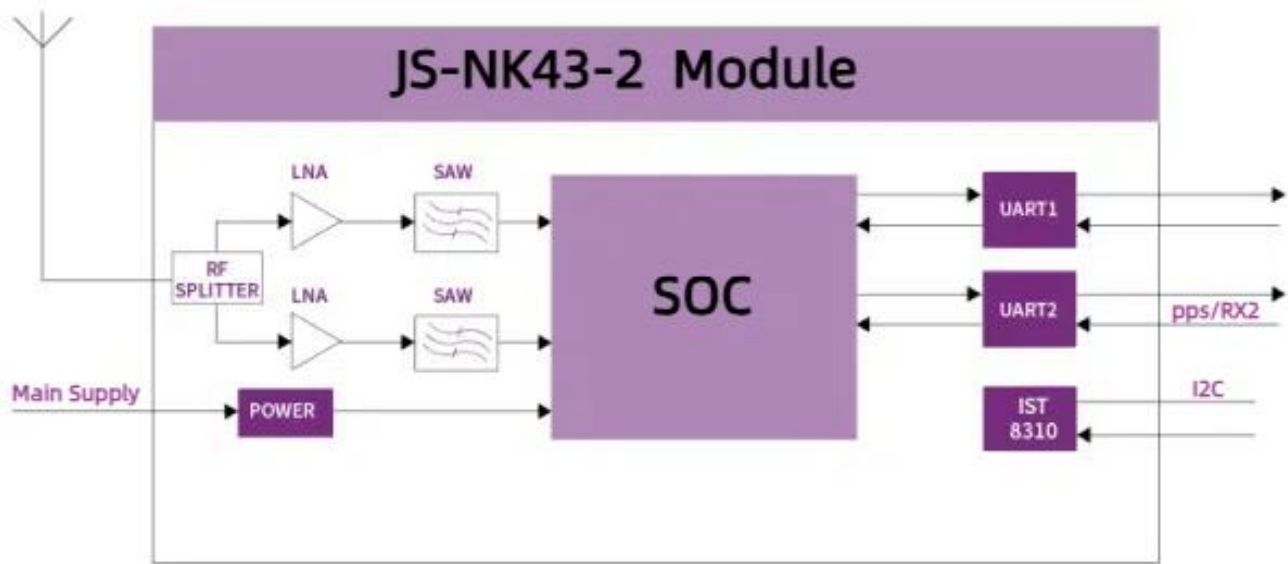 JS-NK43-2 Module
LNA
SAW
RF
SPLITTER
LNA
SAW
SOC
UART1
UART2
pps/RX2
Main Supply
POWER
IST
8310
I2C